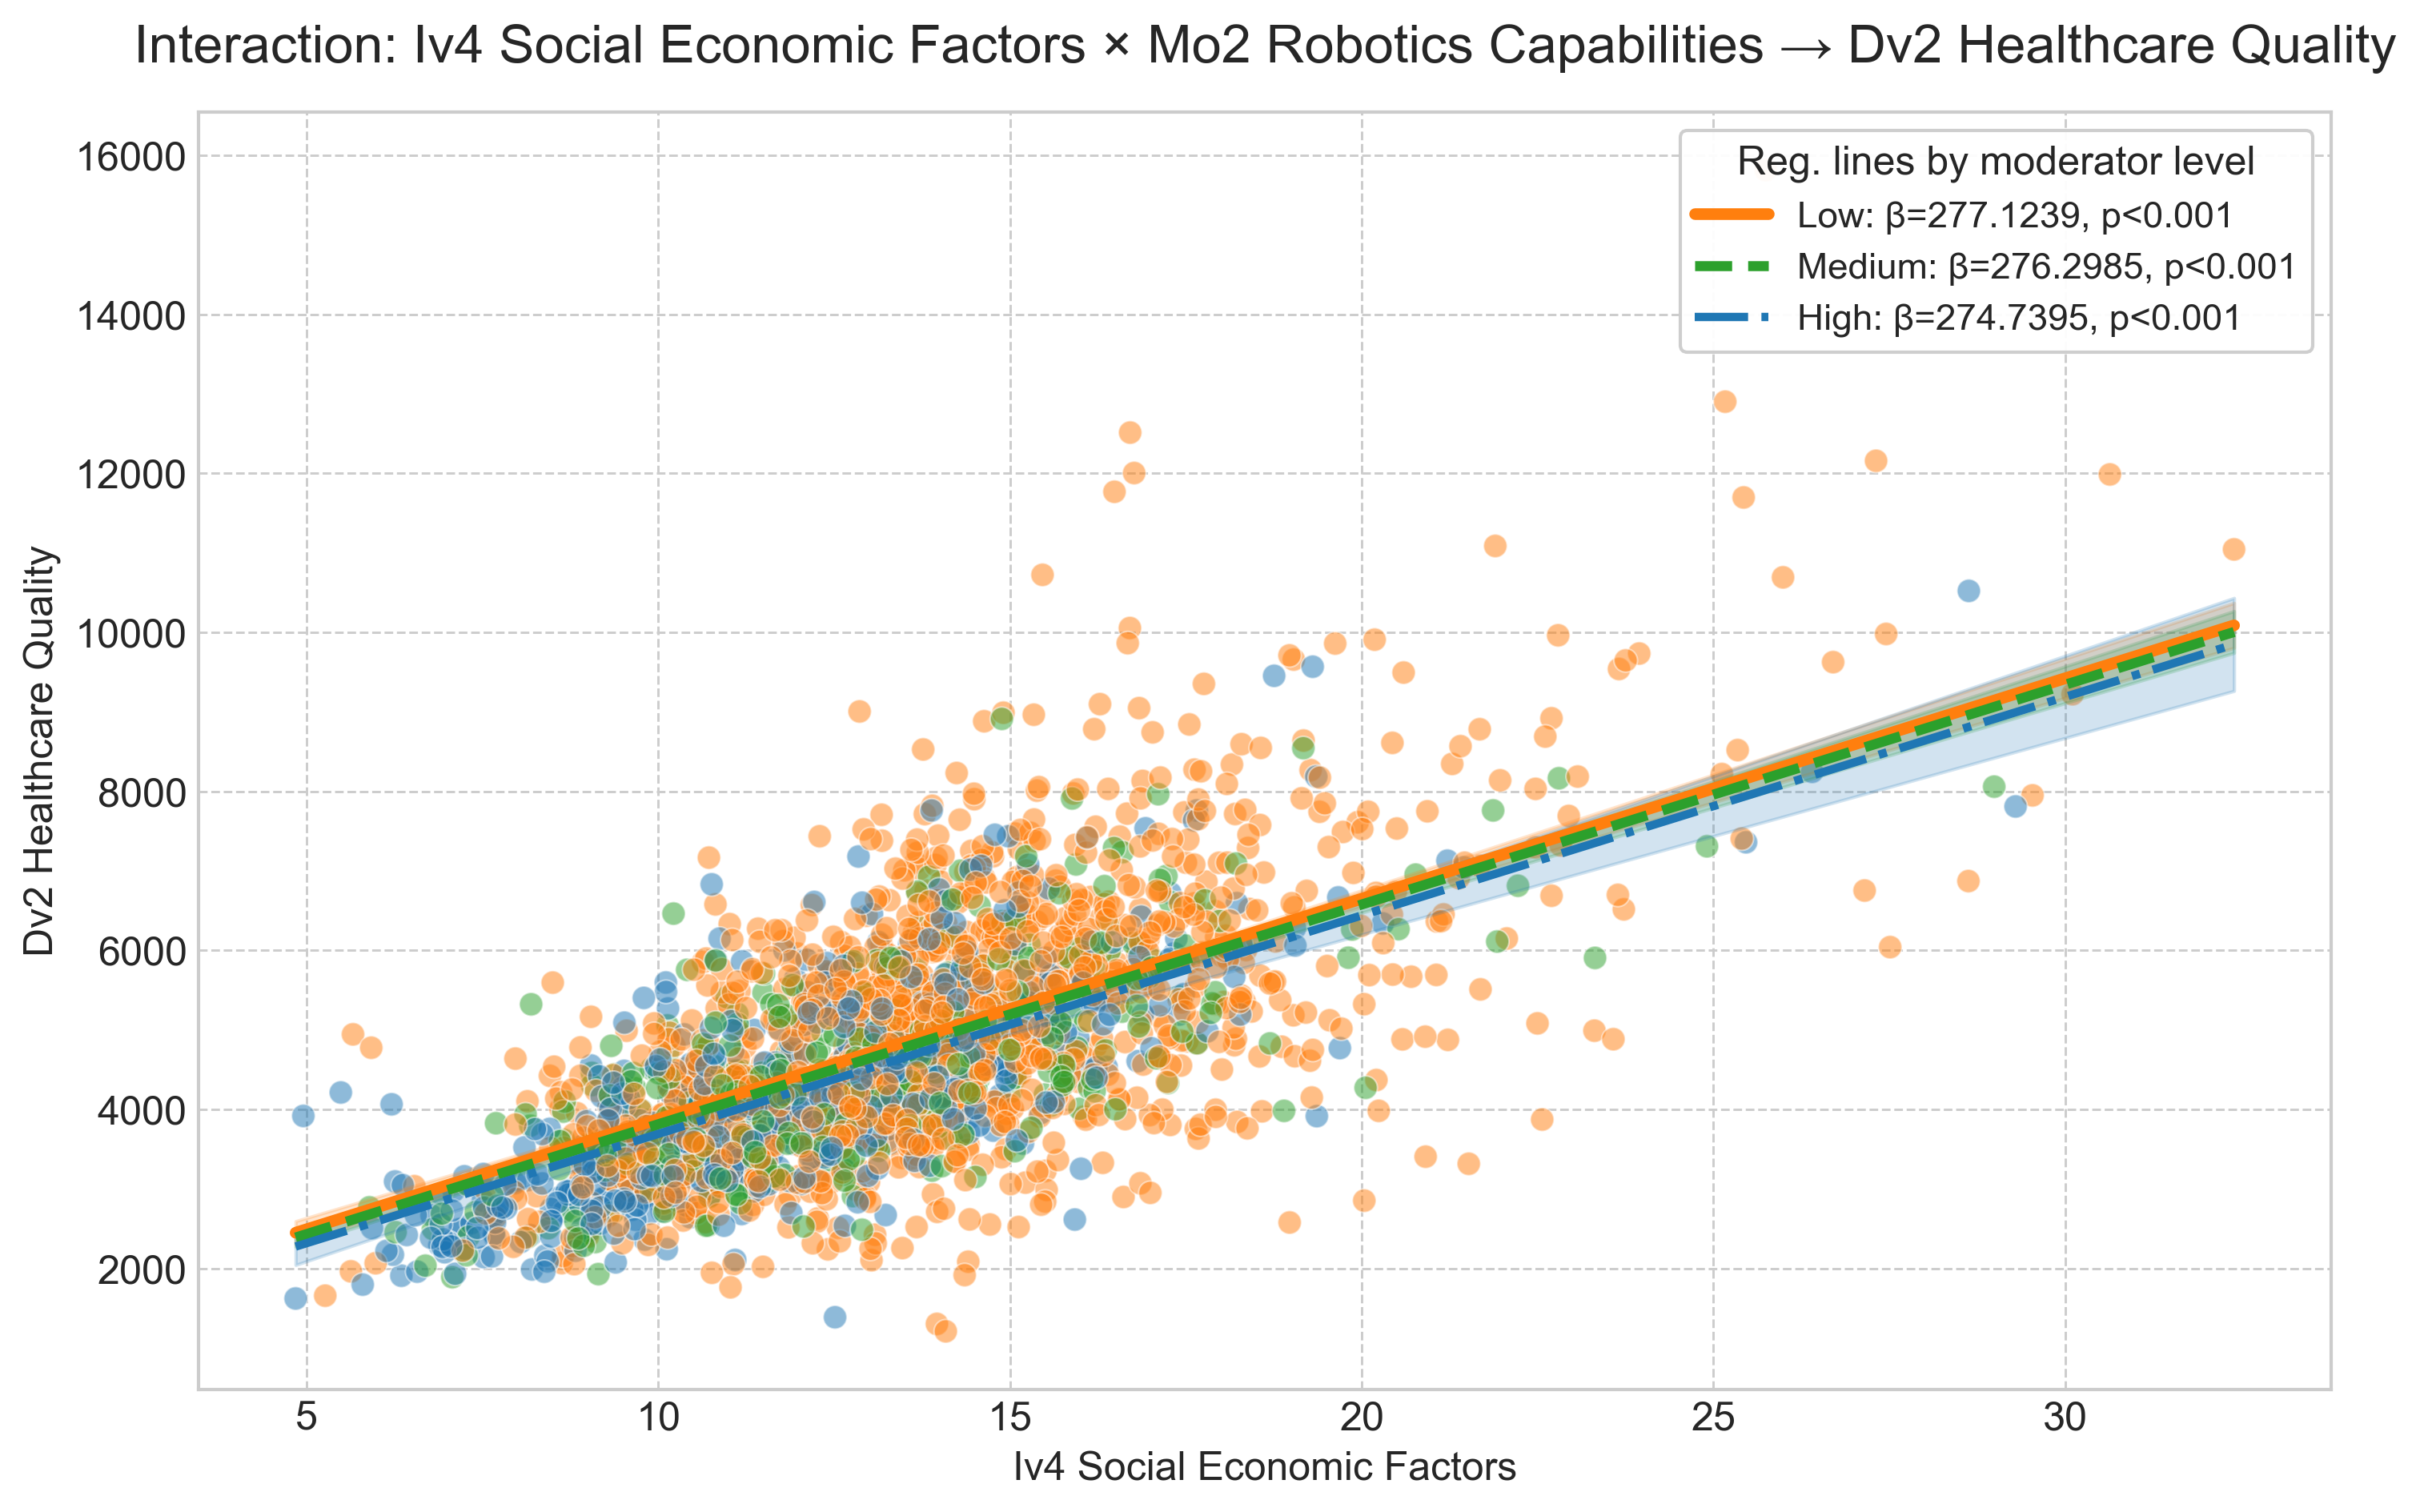 Interaction: Iv4 Social Economic Factors × Mo2 Robotics Capabilities → Dv2 Healthcare Quality
16000
14000
12000
10000
8000
6000
4000
2000
Dv2 Healthcare Quality
Reg. lines by moderator level
Low: β=277.1239, p<0.001
Medium: β=276.2985, p<0.001
High: β=274.7395, p<0.001
5 10 15 20 25 30
Iv4 Social Economic Factors